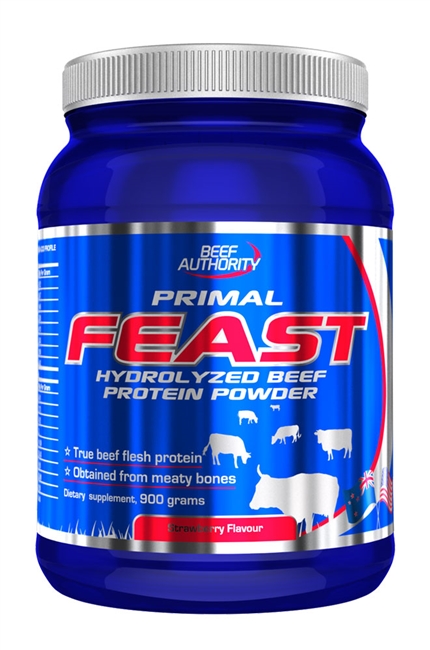 BEEF
AUTHORITY
PRIMAL
FEAST
HYDROLYZED BEEF
PROTEIN POWDER
☆ True beef flesh protein
☆ Obtained from meaty bones
Dietary supplement, 900 grams
Strawberry Flavour
PROFILE